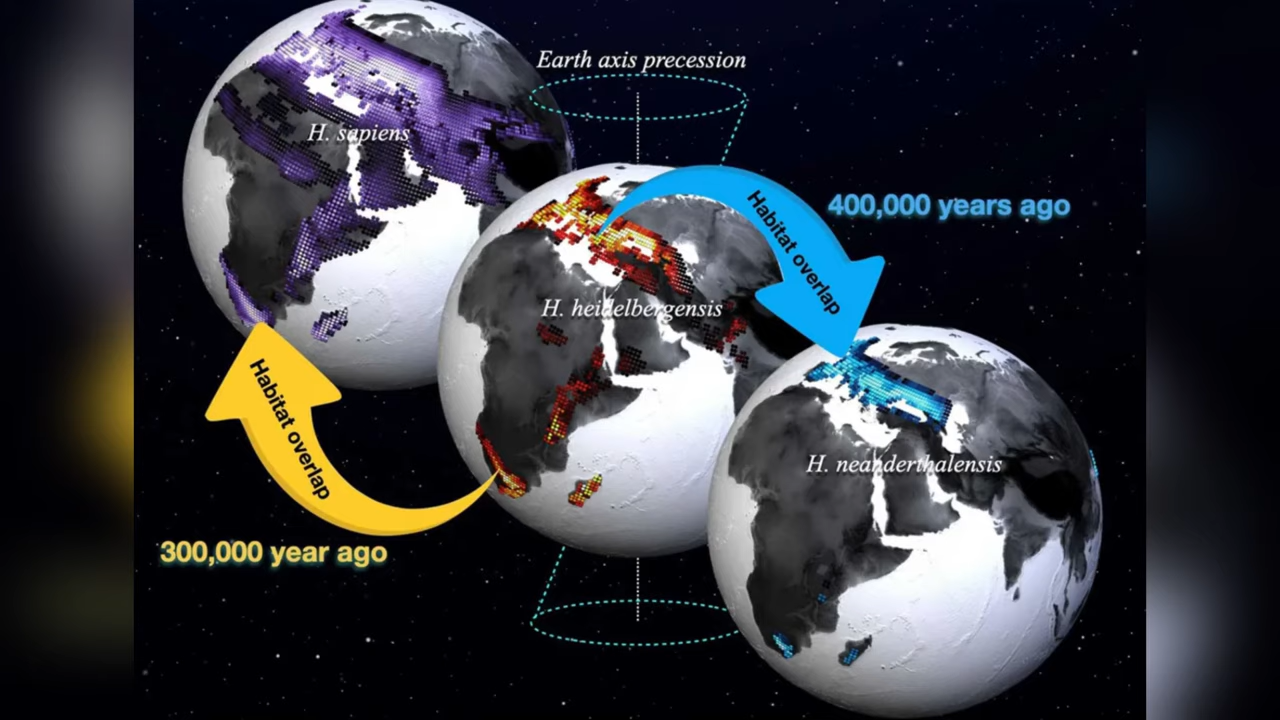 Earth axis precession
H. sapiens
400,000 years ago
Habitat overlap
H. heidelbergensis
Habitat overlap
H. neanderthalensis
300,000 year ago